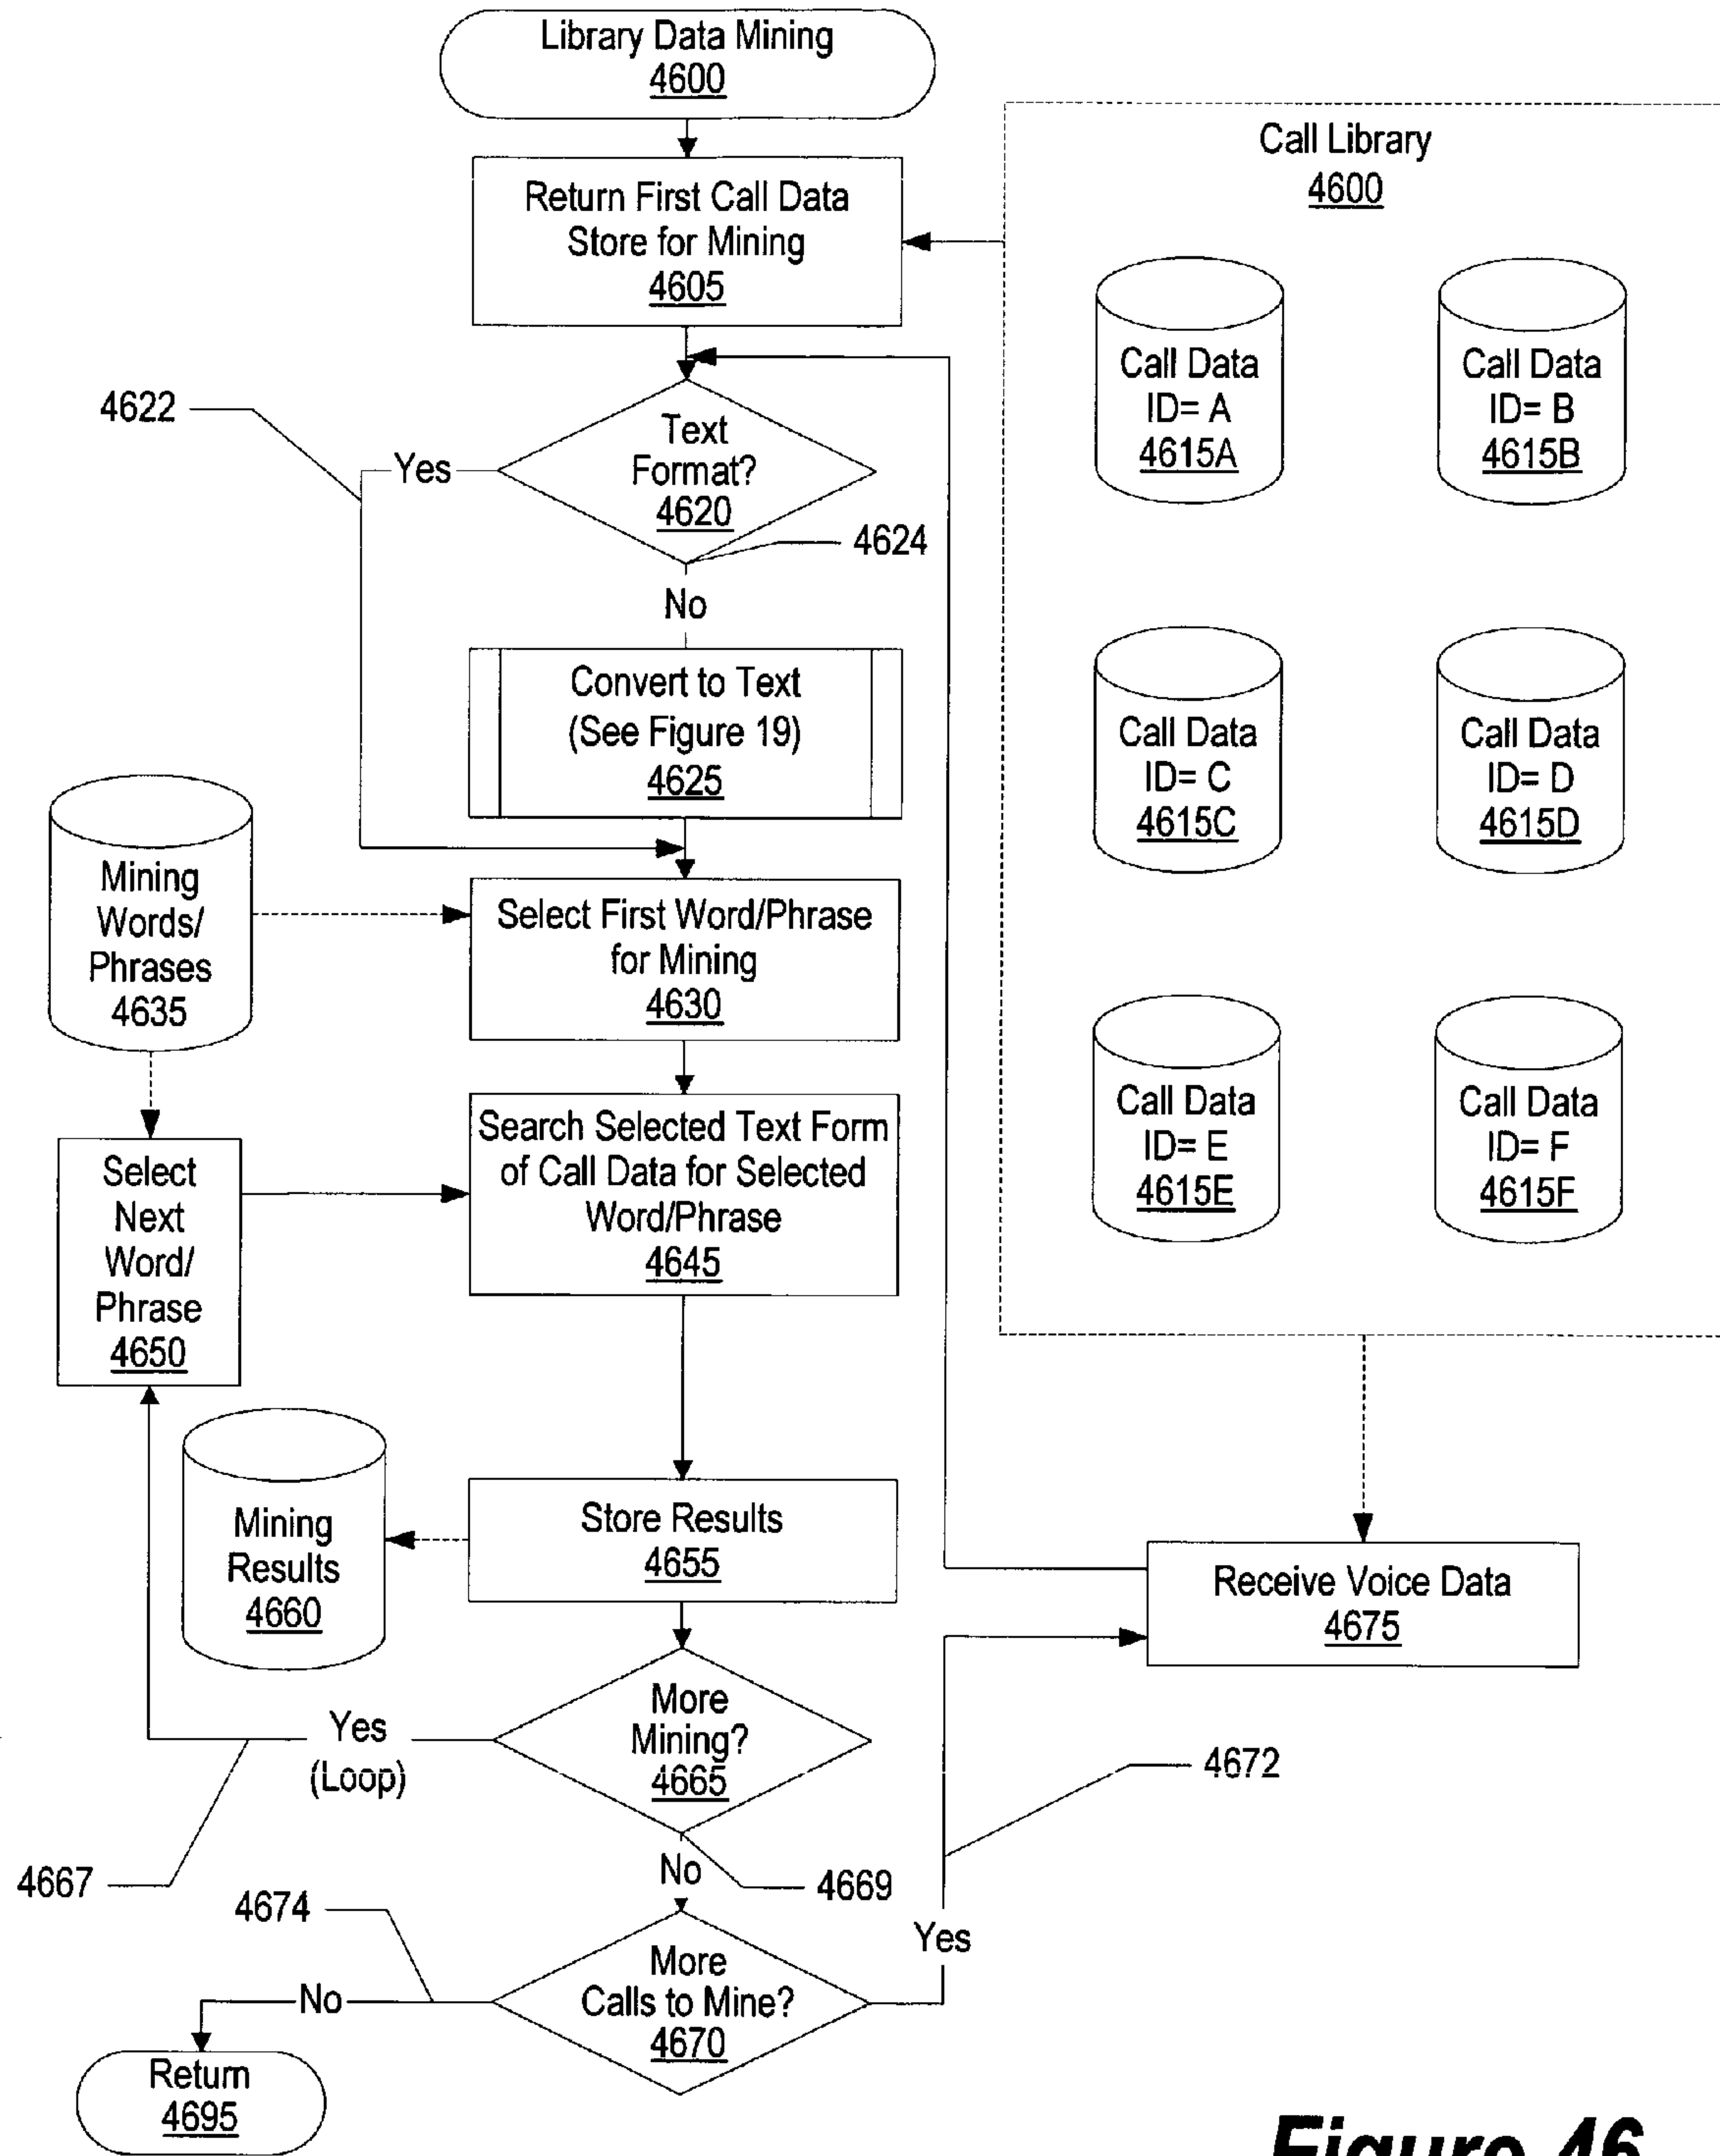 Library Data Mining
4600
Return First Call Data
Store for Mining
4605
Call Library
4600
Call Data
ID= A
4615A
Call Data
ID= B
4615B
4622
Yes
Text
Format?
4620
4624
No
Call Data
ID= C
4615C
Call Data
ID= D
4615D
Convert to Text
(See Figure 19)
4625
Mining
Words/
Phrases
4635
Select First Word/Phrase
for Mining
4630
Call Data
ID= E
4615E
Call Data
ID= F
4615F
Search Selected Text Form
of Call Data for Selected
Word/Phrase
4645
Select
Next
Word/
Phrase
4650
Mining
Results
4660
Store Results
4655
Receive Voice Data
4675
More
Mining?
4665
Yes
(Loop)
4667
No
4669
4672
4674
Yes
More
Calls to Mine?
4670
No
Return
4695
Figure 46